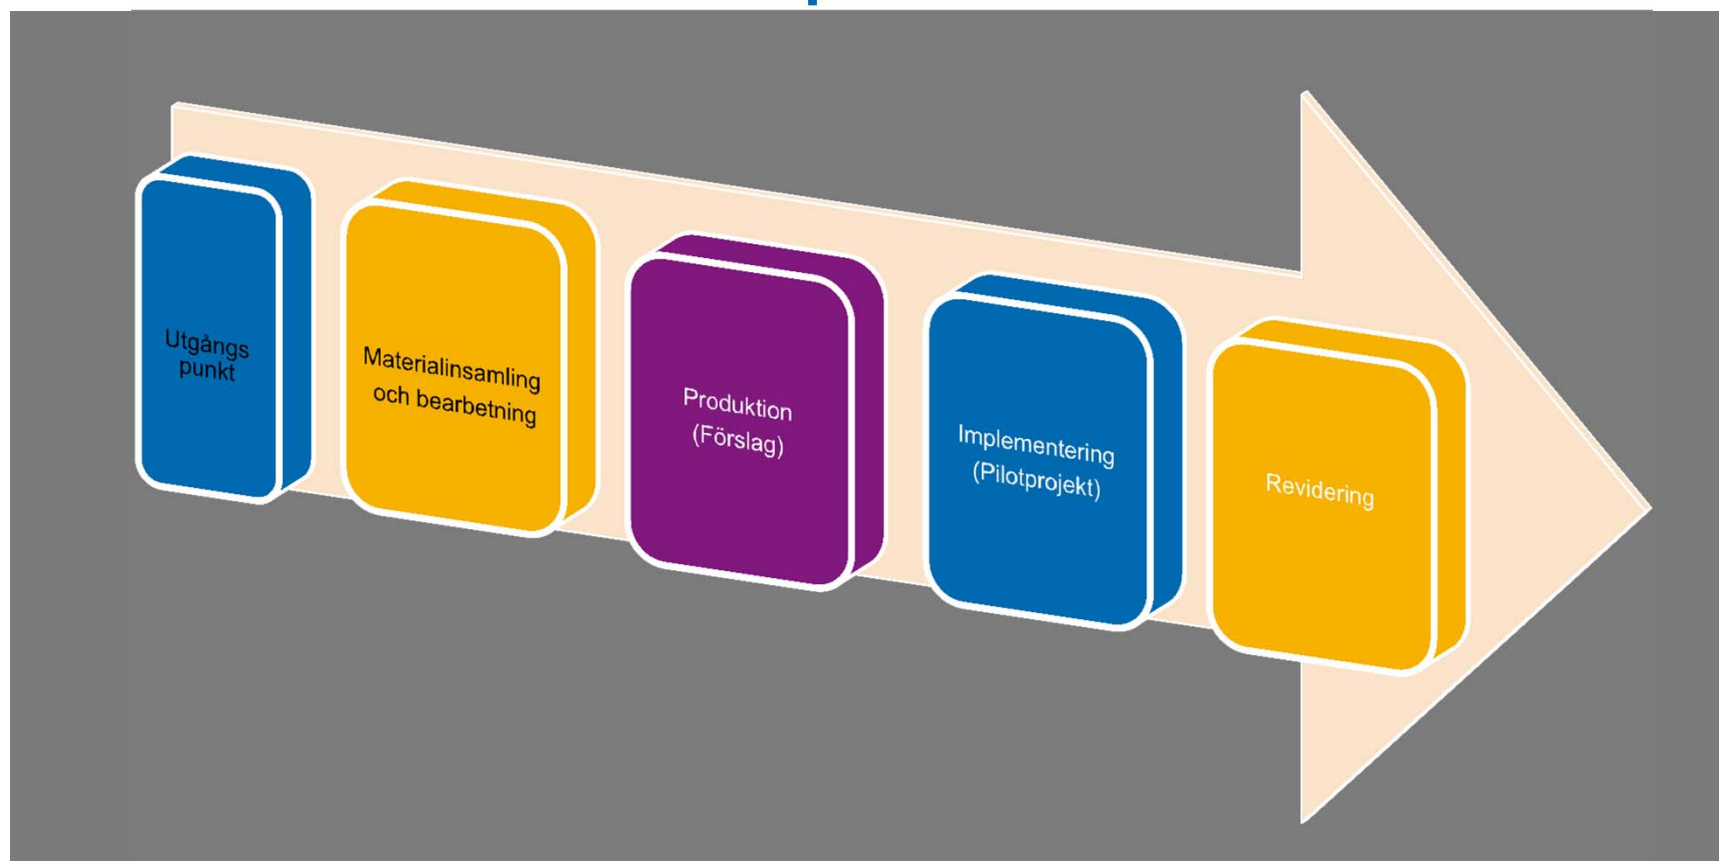 Utgångs
punkt
Materialinsamling
och bearbetning
Produktion
(Förslag)
Implementering
(Pilotprojekt)
Revidering